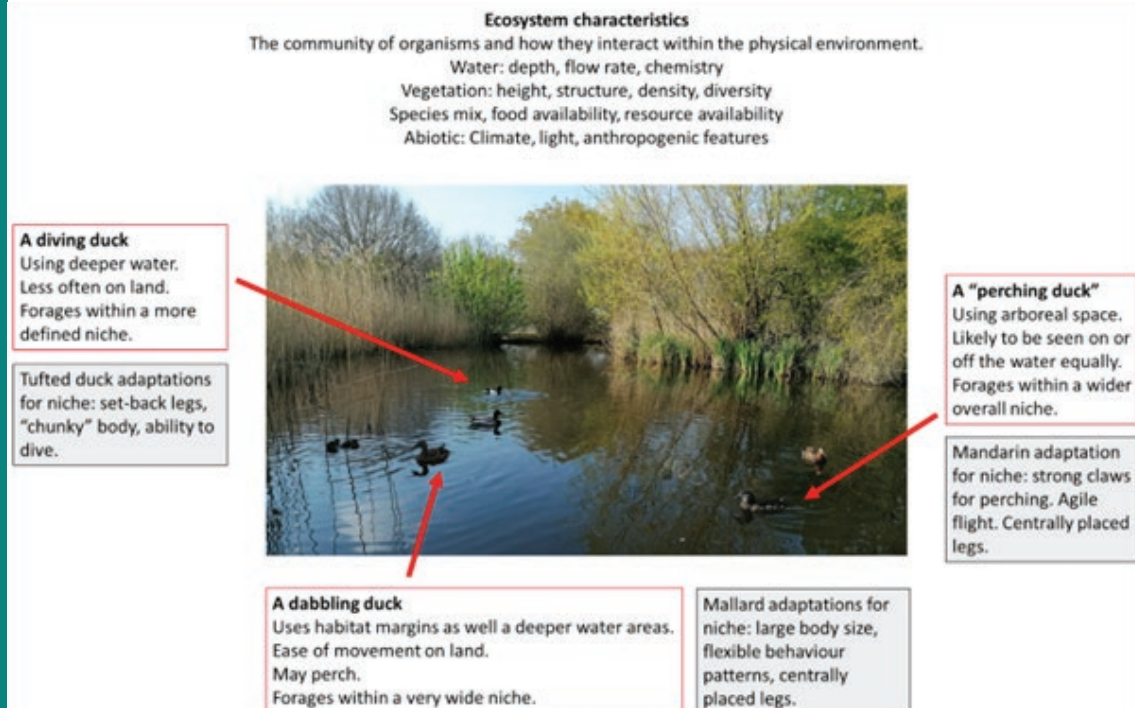 Ecosystem characteristics
The community of organisms and how they interact within the physical environment.
Water: depth, flow rate, chemistry
Vegetation: height, structure, density, diversity
Species mix, food availability, resource availability
Abiotic: Climate, light, anthropogenic features
A diving duck
Using deeper water.
Less often on land.
Forages within a more
defined niche.
Tufted duck adaptations
for niche: set-back legs,
“chunky” body, ability to
dive.
A “perching duck”
Using arboreal space.
Likely to be seen on or
off the water equally.
Forages within a wider
overall niche.
Mandarin adaptation
for niche: strong claws
for perching. Agile
flight. Centrally placed
legs.
A dabbling duck
Uses habitat margins as well a deeper water areas.
Ease of movement on land.
May perch.
Forages within a very wide niche.
Mallard adaptations for
niche: large body size,
flexible behaviour
patterns, centrally
placed legs.